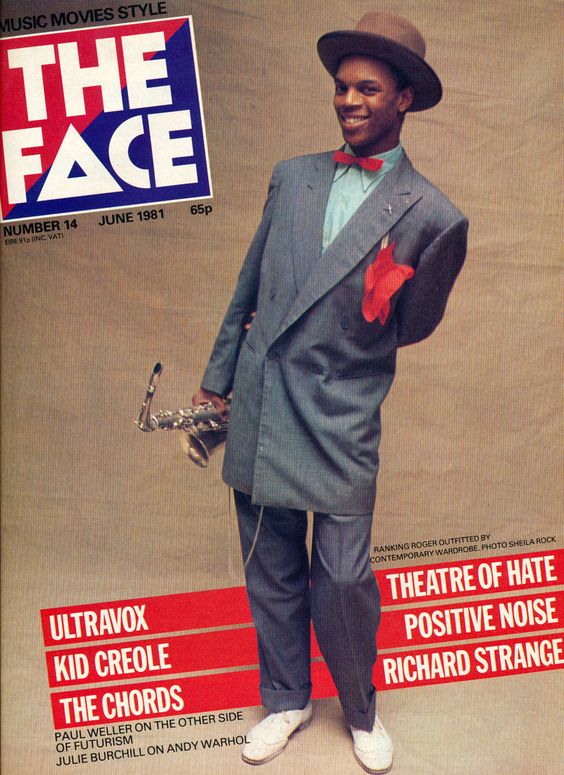 MUSIC MOVIES STYLE
THE
FACE
NUMBER 14 JUNE 1981 65p
EIRE 91p (INC. VAT)
RANKING ROGER OUTFITTED BY
CONTEMPORARY WARDROBE. PHOTO SHEILA ROCK
THEATRE OF HATE
ULTRAVOX
POSITIVE NOISE
KID CREOLE
RICHARD STRANGE
THE CHORDS
PAUL WELLER ON THE OTHER SIDE
OF FUTURISM
JULIE BURCHILL ON ANDY WARHOL